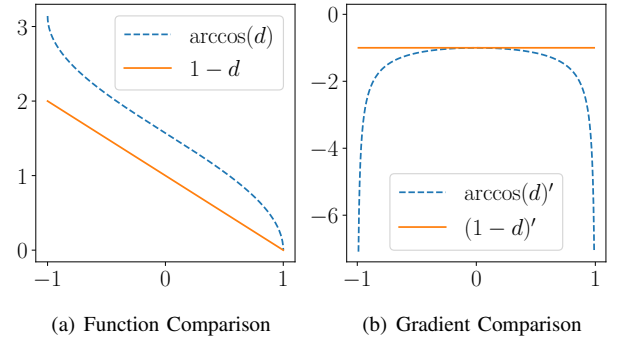 3
2
1
0
−1
0
1
arccos(d)
1 − d
(a) Function Comparison
0
−2
−4
−6
−1
0
1
arccos(d)′
(1 − d)′
(b) Gradient Comparison